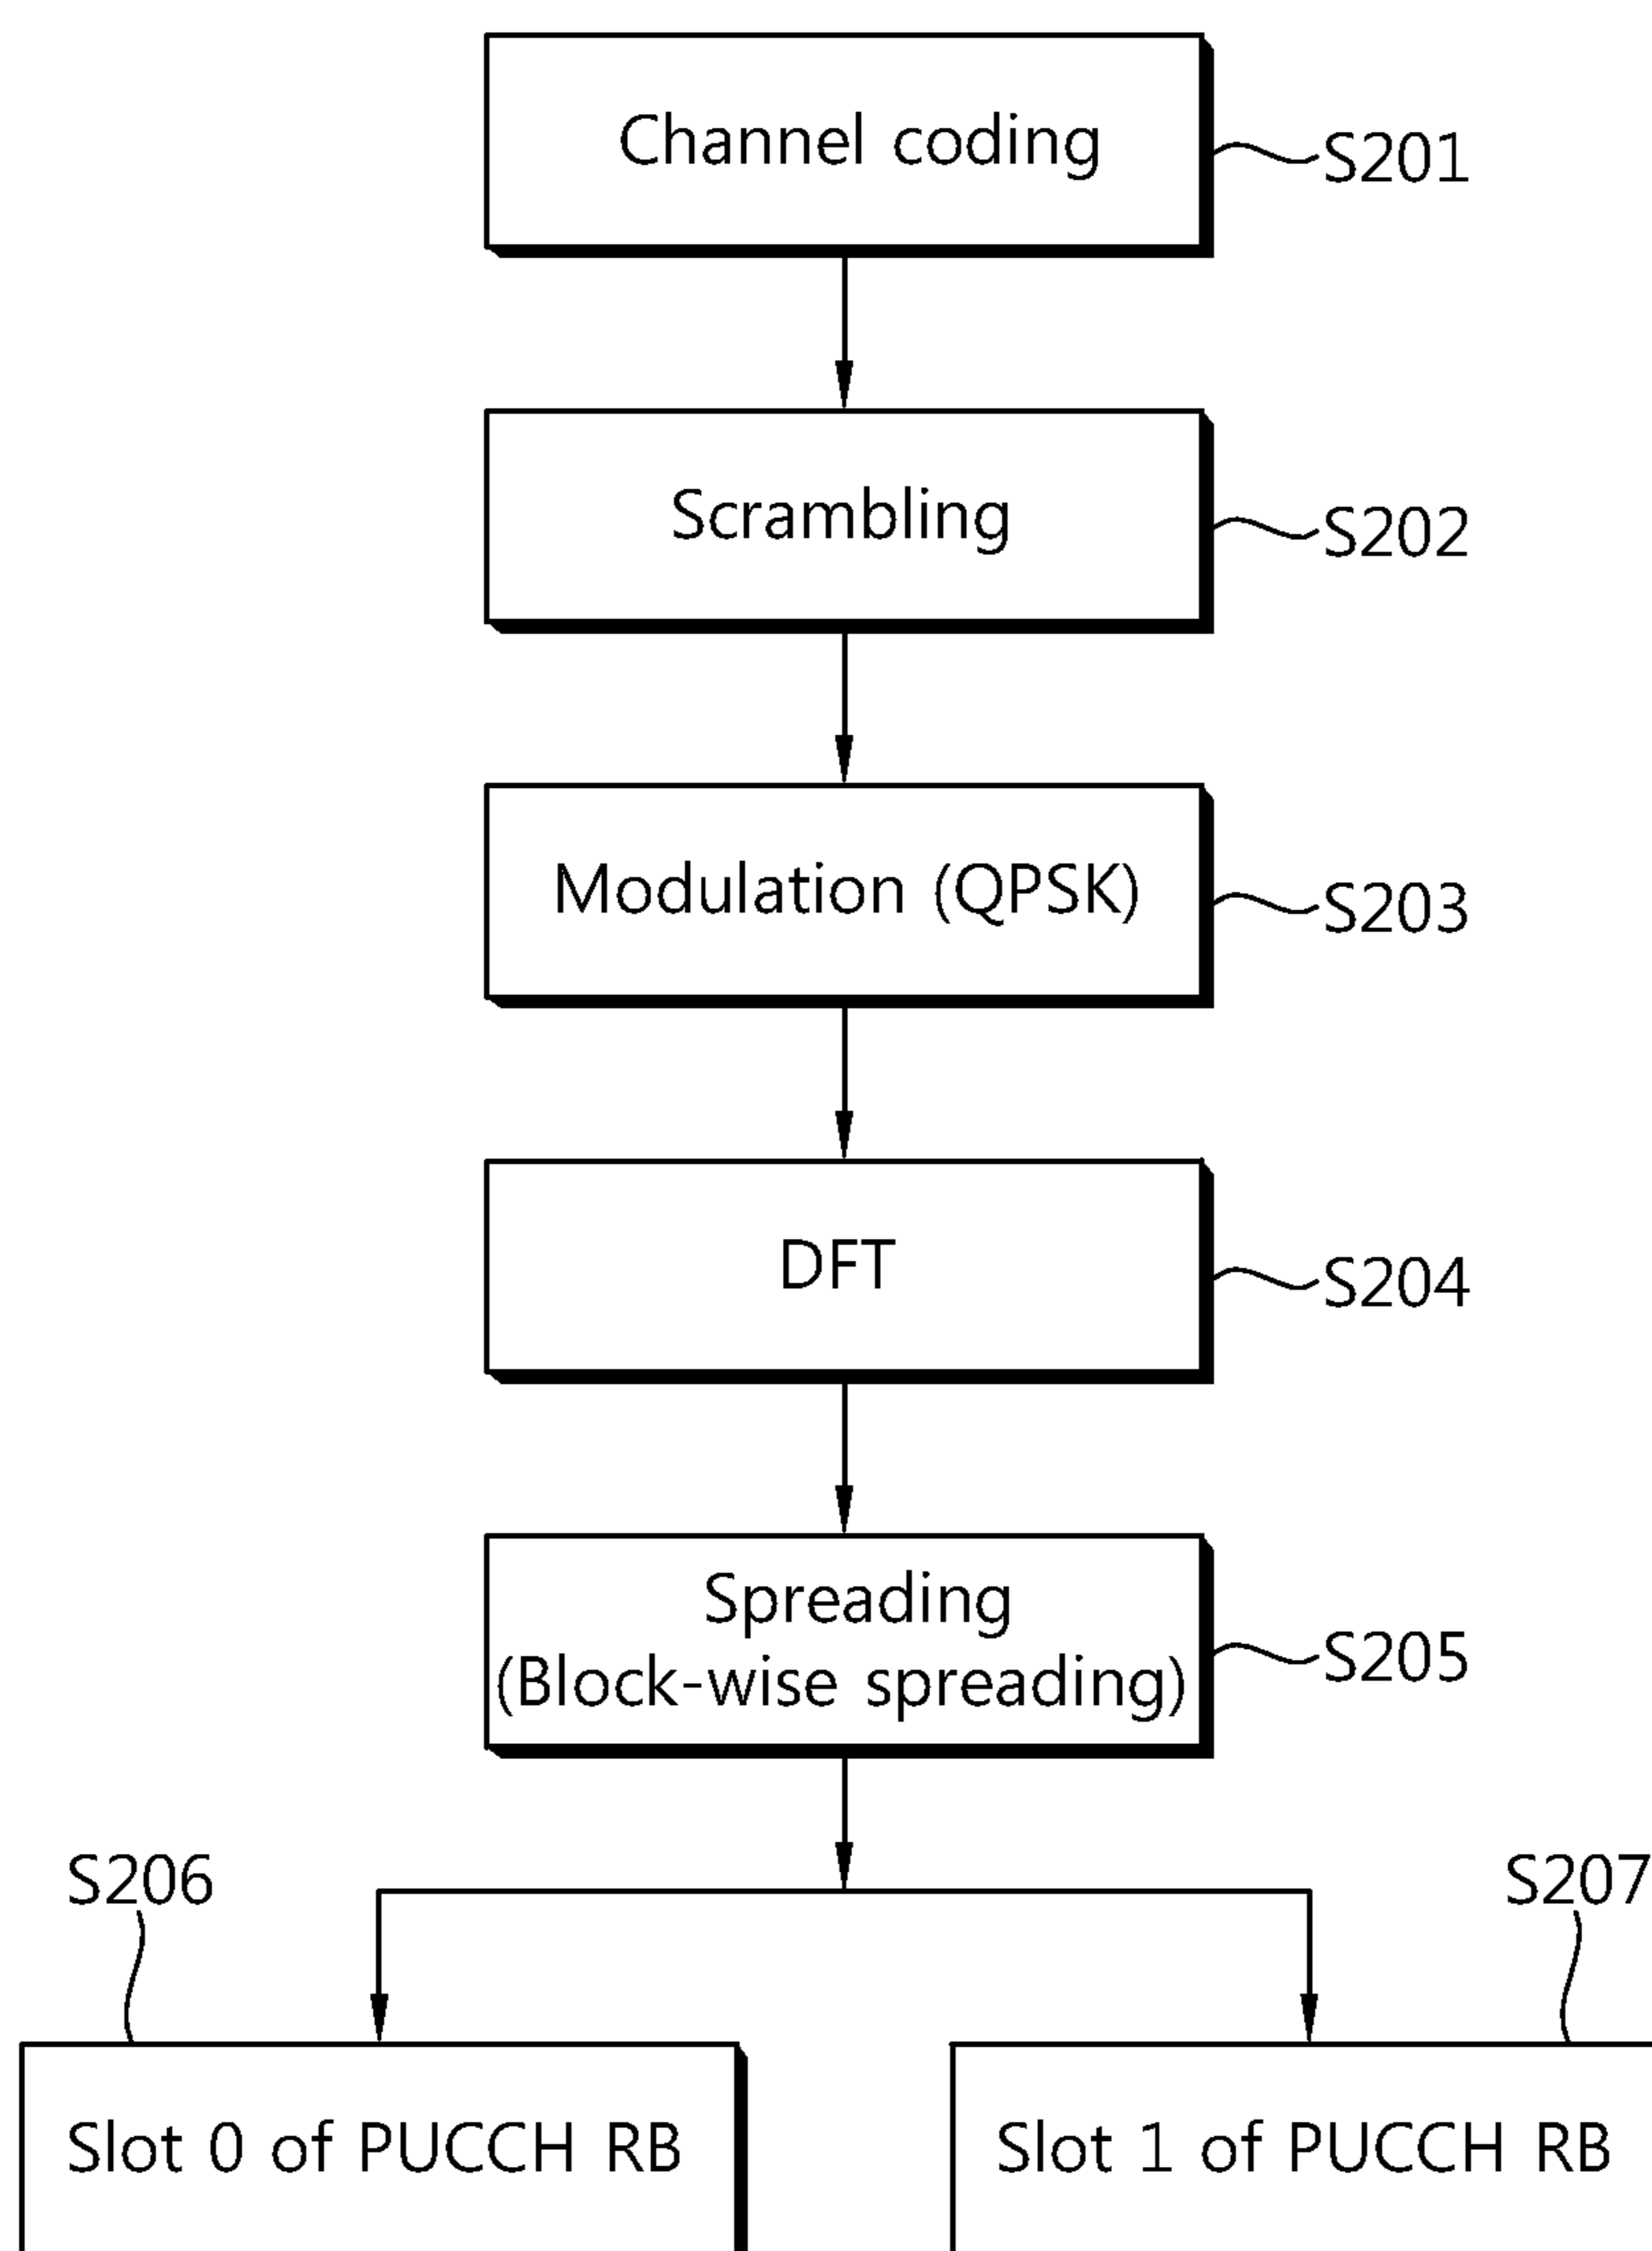 Channel coding
S201
Scrambling
S202
Modulation (QPSK)
S203
DFT
S204
Spreading
(Block-wise spreading)
S205
S206
S207
Slot 0 of PUCCH RB
Slot 1 of PUCCH RB